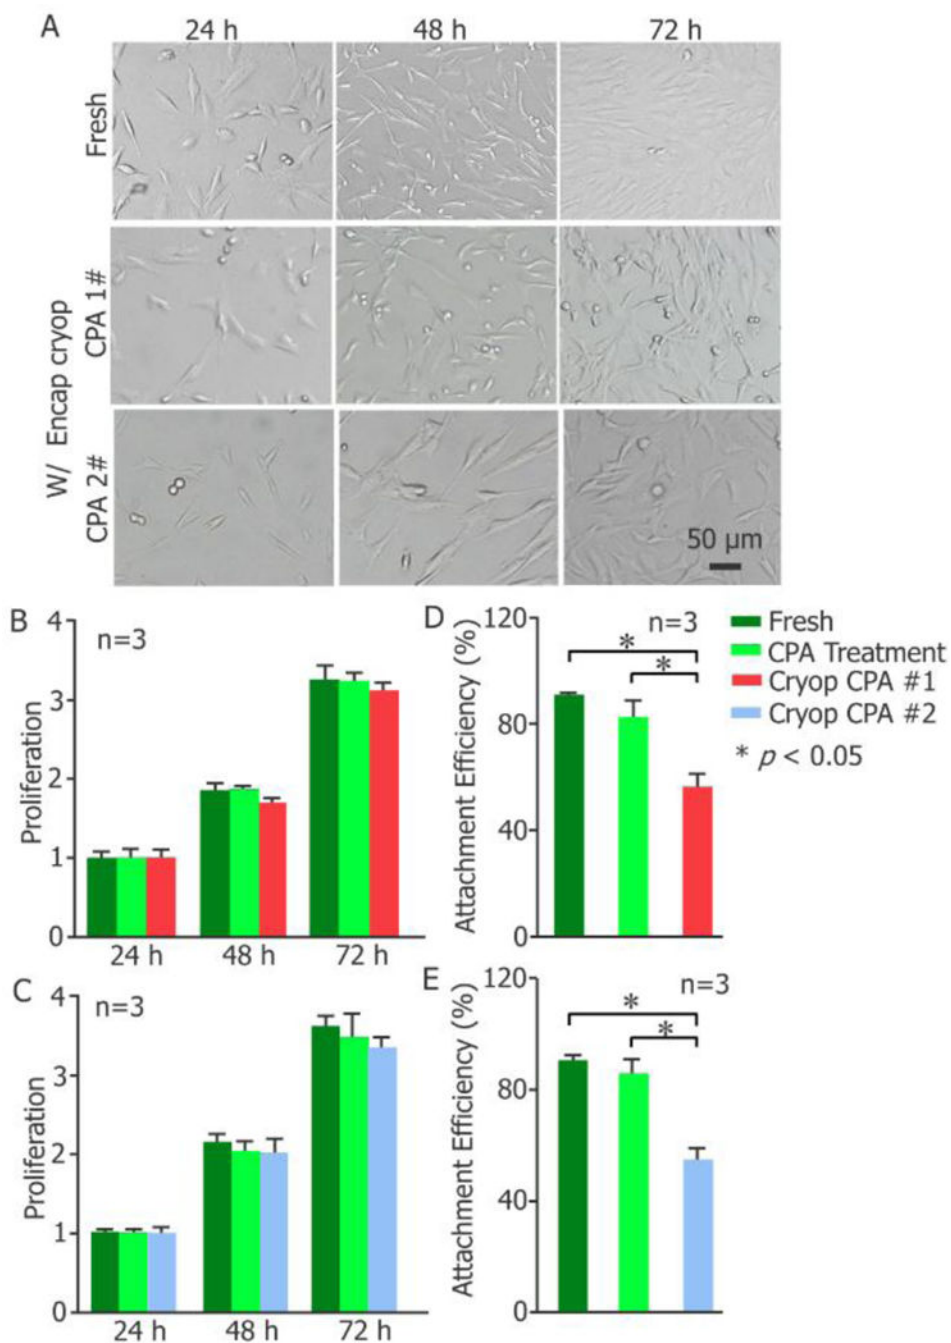 A
24 h 48 h 72 h
Fresh
W/ Encap cryop
CPA 1#
CPA 2#
50 µm
B
n=3
Proliferation
4
3
2
1
0
24 h 48 h 72 h
D
n=3
Attachment Efficiency (%)
120
80
40
0
*
*
Fresh
CPA Treatment
Cryop CPA #1
Cryop CPA #2
* p < 0.05
C
n=3
Proliferation
4
3
2
1
0
24 h 48 h 72 h
E
n=3
Attachment Efficiency (%)
120
80
40
0
*
*